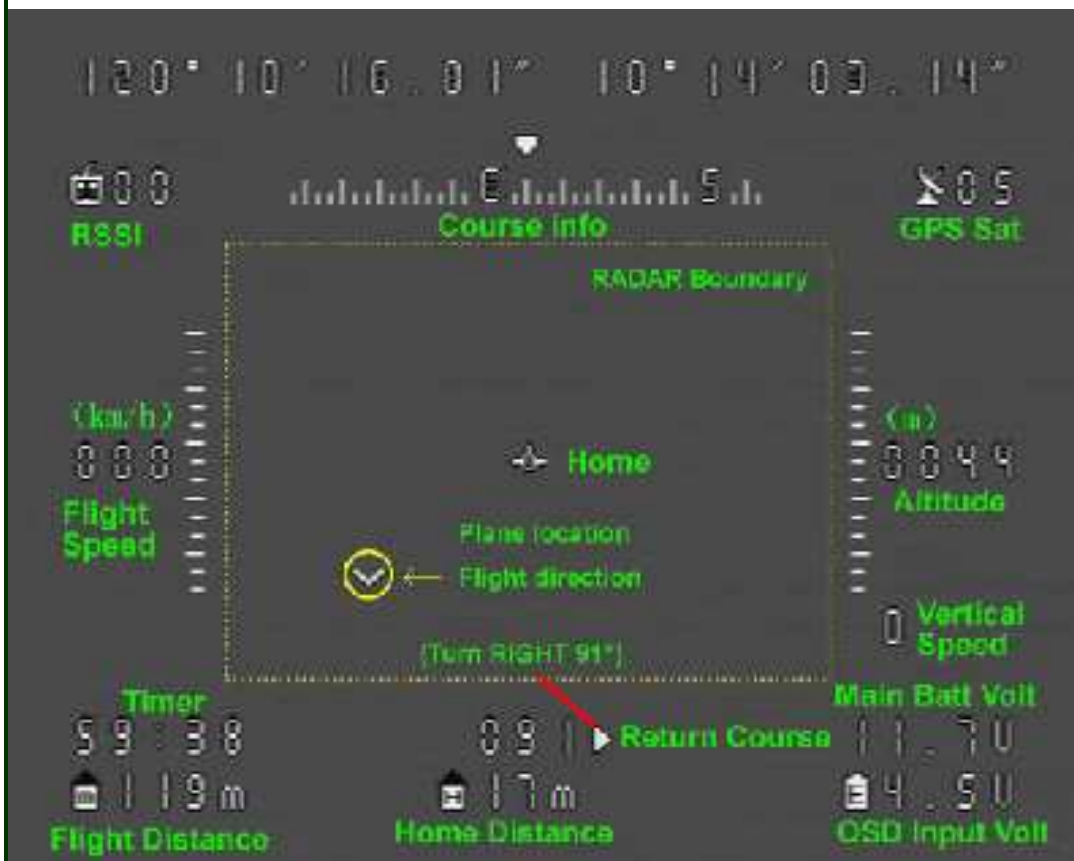 120° 10′ 16.01″ 10° 14′ 03.14″
00 E S 05
RSSI Course Info GPS Sat
RADAR Boundary
(km/h) (m)
000 Home 0044
Flight Speed Altitude
Plane location
Flight direction
0 Vertical Speed
(Turn RIGHT 91°)
Timer Main Batt Volt
59:38 091 Return Course 11.7V
119m 17m 4.5V
Flight Distance Home Distance OSD Input Volt